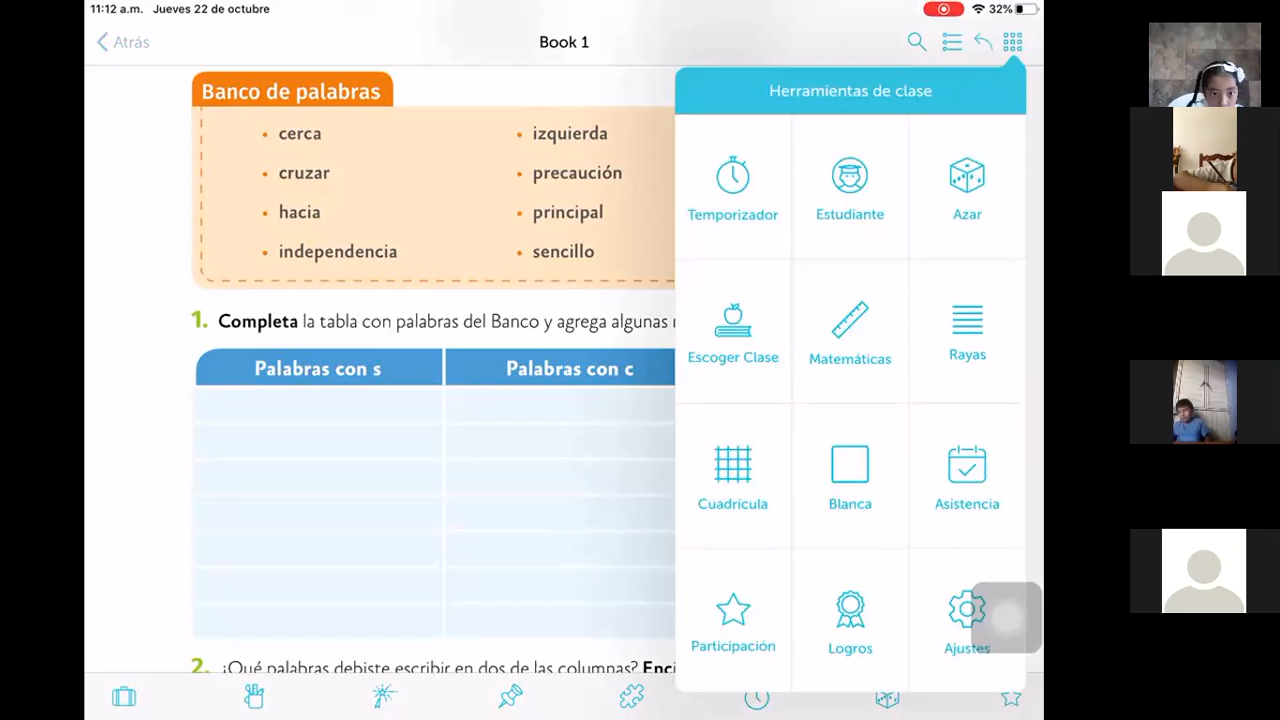 11:12 a.m. Jueves 22 de octubre
32%
Atrás
Book 1
Banco de palabras
• cerca
• cruzar
• hacia
• independencia
• izquierda
• precaución
• principal
• sencillo
1. Completa la tabla con palabras del Banco y agrega algunas
Palabras con s
Palabras con c
2. ¿Qué palabras debiste escribir en dos de las columnas?
Herramientas de clase
Temporizador
Estudiante
Azar
Escoger Clase
Matemáticas
Rayas
Cuadrícula
Blanca
Asistencia
Participación
Logros
Ajustes